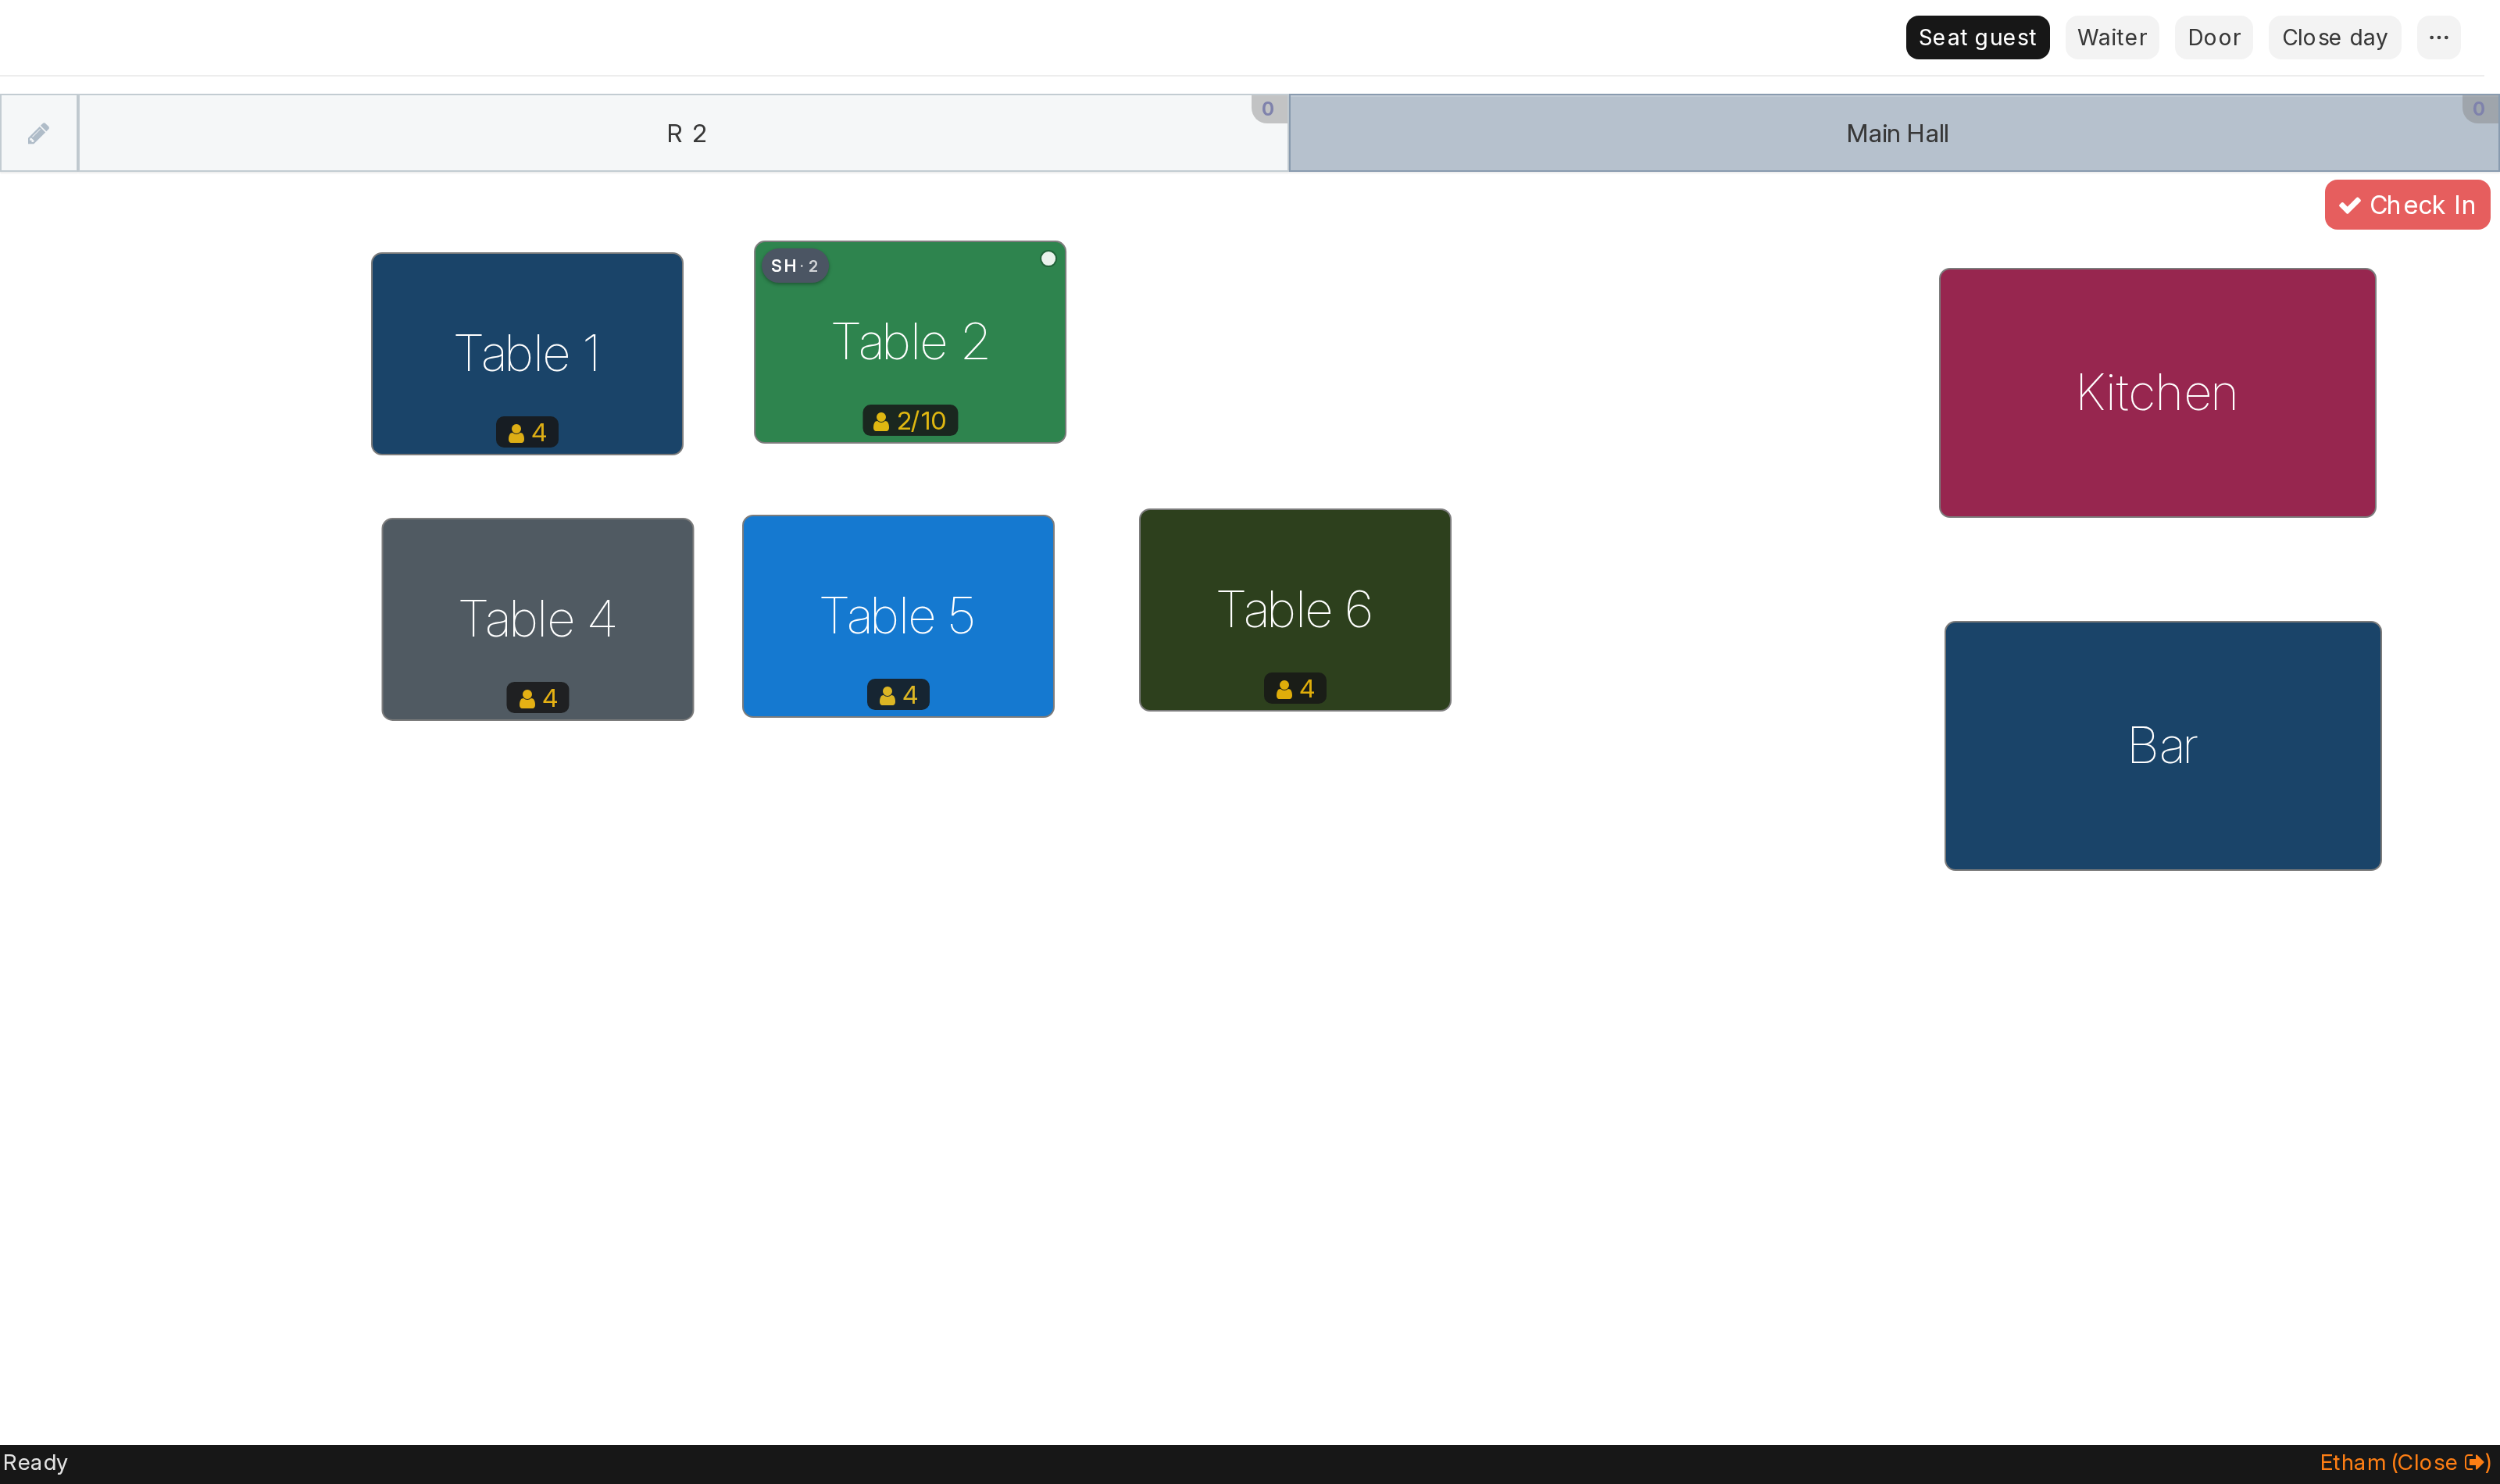 Seat guest
Waiter
Door
Close day
R 2
0
Main Hall
0
Check In
Table 1
4
SH · 2
Table 2
2/10
Kitchen
Table 4
4
Table 5
4
Table 6
4
Bar
Ready
Etham (Close )